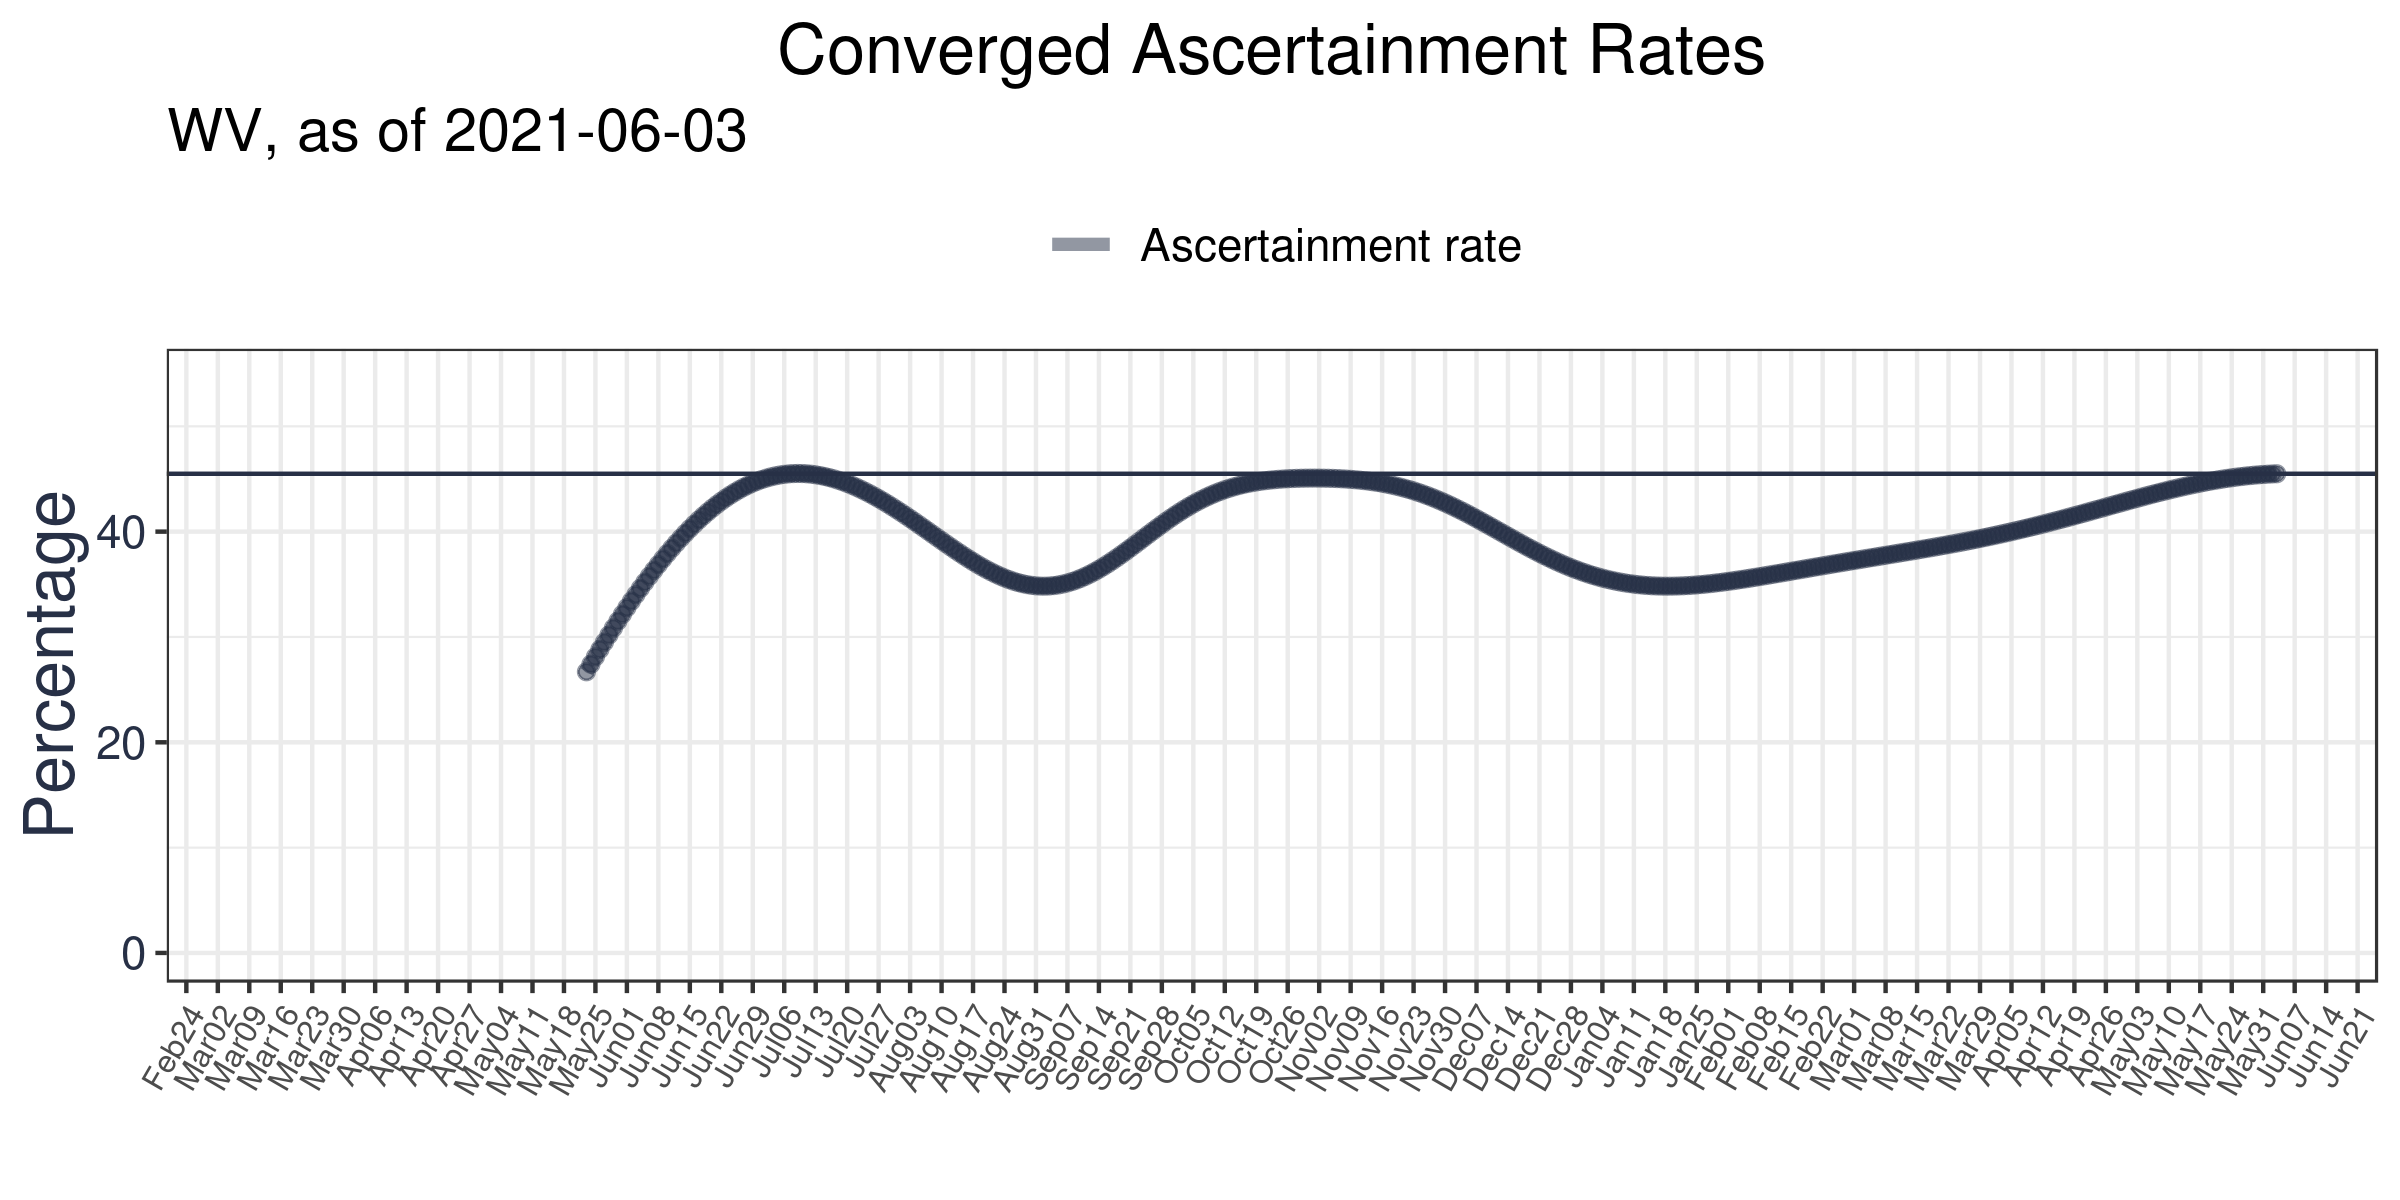 Converged Ascertainment Rates
WV, as of 2021-06-03
Ascertainment rate
Percentage
40
20
0
Feb24
Mar02
Mar09
Mar16
Mar23
Mar30
Apr06
Apr13
Apr20
Apr27
May04
May11
May18
May25
Jun01
Jun08
Jun15
Jun22
Jun29
Jul06
Jul13
Jul20
Jul27
Aug03
Aug10
Aug17
Aug24
Aug31
Sep07
Sep14
Sep21
Sep28
Oct05
Oct12
Oct19
Oct26
Nov02
Nov09
Nov16
Nov23
Nov30
Dec07
Dec14
Dec21
Dec28
Jan04
Jan11
Jan18
Jan25
Feb01
Feb08
Feb15
Feb22
Mar01
Mar08
Mar15
Mar22
Mar29
Apr05
Apr12
Apr19
Apr26
May03
May10
May17
May24
May31
Jun07
Jun14
Jun21